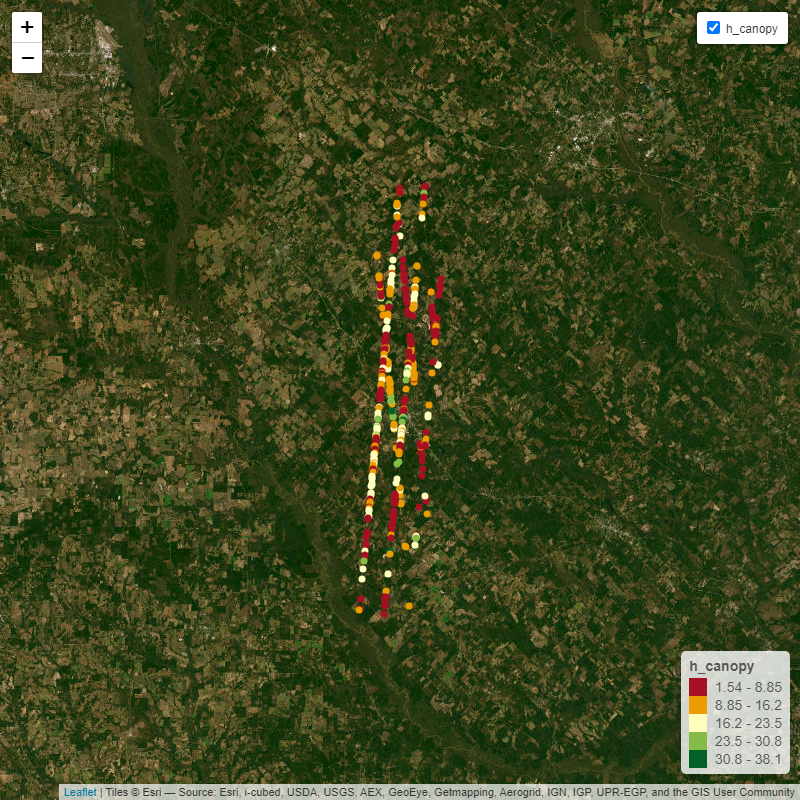 +
−
h_canopy
h_canopy
1.54 - 8.85
8.85 - 16.2
16.2 - 23.5
23.5 - 30.8
30.8 - 38.1
Leaflet | Tiles © Esri — Source: Esri, i-cubed, USDA, USGS, AEX, GeoEye, Getmapping, Aerogrid, IGN, IGP, UPR-EGP, and the GIS User Community